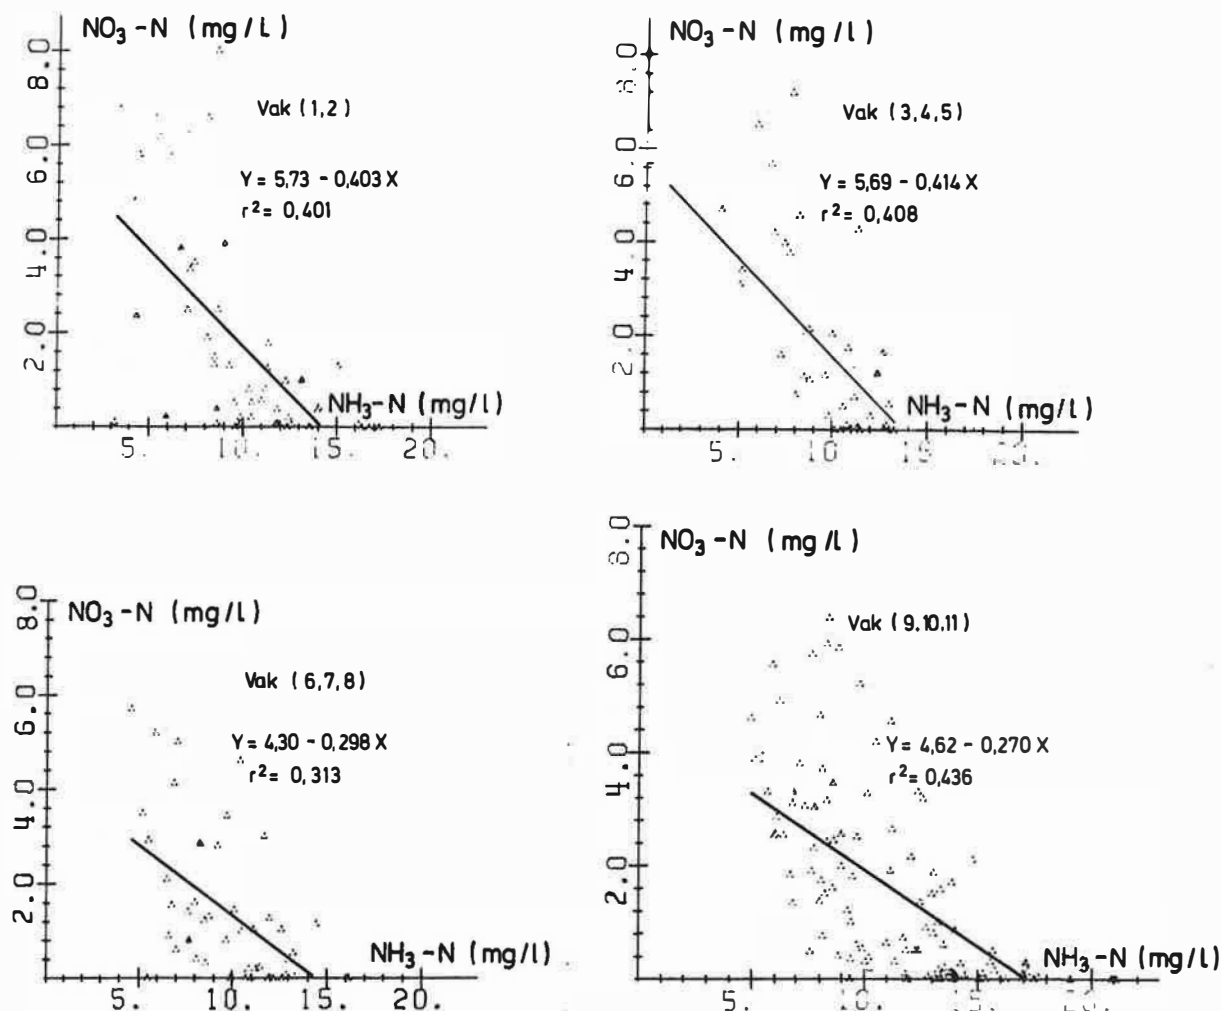 NO₃-N (mg/l)
8.0
6.0
4.0
2.0
Vak (1,2)
Y = 5,73 - 0,403 X
r² = 0,401
NH₃-N (mg/l)
5. 10. 15. 20.
NO₃-N (mg/l)
8.0
6.0
4.0
2.0
Vak (3,4,5)
Y = 5,69 - 0,414 X
r² = 0,408
NH₃-N (mg/l)
5. 10 15
NO₃-N (mg/l)
8.0
6.0
4.0
2.0
Vak (6,7,8)
Y = 4,30 - 0,298 X
r² = 0,313
NH₃-N (mg/l)
5. 10. 15. 20.
NO₃-N (mg/l)
8.0
6.0
4.0
2.0
Vak (9.10.11)
Y = 4,62 - 0,270 X
r² = 0,436
NH₃-N (mg/l)
5. 10.